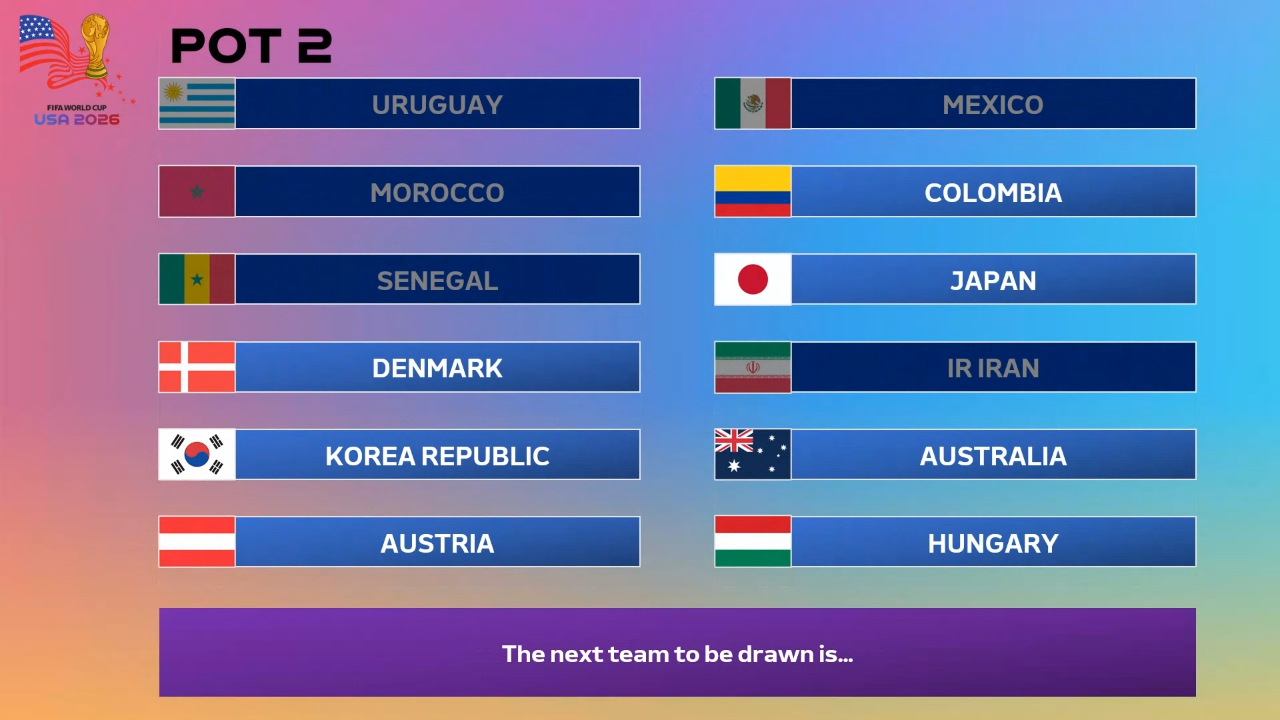 POT 2
FIFA WORLD CUP
USA 2026
URUGUAY
MEXICO
MOROCCO
COLOMBIA
SENEGAL
JAPAN
DENMARK
IR IRAN
KOREA REPUBLIC
AUSTRALIA
AUSTRIA
HUNGARY
The next team to be drawn is...